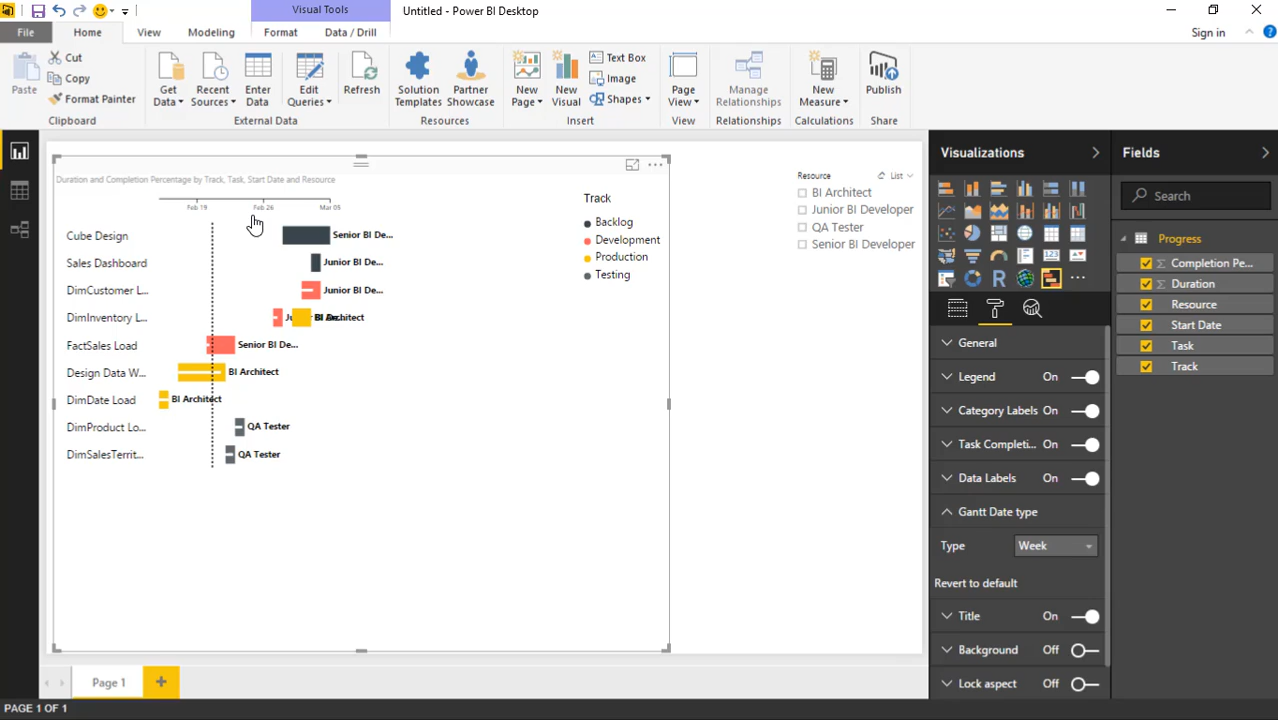 Visual Tools
Untitled - Power BI Desktop
File
Home
View
Modeling
Format
Data / Drill
Sign in
Paste
Cut
Copy
Format Painter
Clipboard
Get
Data
Recent
Sources
Enter
Data
Edit
Queries
Refresh
External Data
Solution
Templates
Partner
Showcase
Resources
New
Page
New
Visual
Text Box
Image
Shapes
Insert
Page
View
View
Manage
Relationships
Relationships
New
Measure
Calculations
Publish
Share
Duration and Completion Percentage by Track, Task, Start Date and Resource
Feb 19
Feb 26
Mar 05
Cube Design
Senior BI De...
Sales Dashboard
Junior BI De...
DimCustomer L...
Junior BI De...
DimInventory L...
BI Architect
FactSales Load
Senior BI De...
Design Data W...
BI Architect
DimDate Load
BI Architect
DimProduct Lo...
QA Tester
DimSalesTerrit...
QA Tester
Track
Backlog
Development
Production
Testing
Resource
List
BI Architect
Junior BI Developer
QA Tester
Senior BI Developer
Visualizations
R
General
Legend On
Category Labels On
Task Completi... On
Data Labels On
Gantt Date type
Type Week
Revert to default
Title On
Background Off
Lock aspect Off
Fields
Search
Progress
Completion Pe...
Duration
Resource
Start Date
Task
Track
Page 1
PAGE 1 OF 1